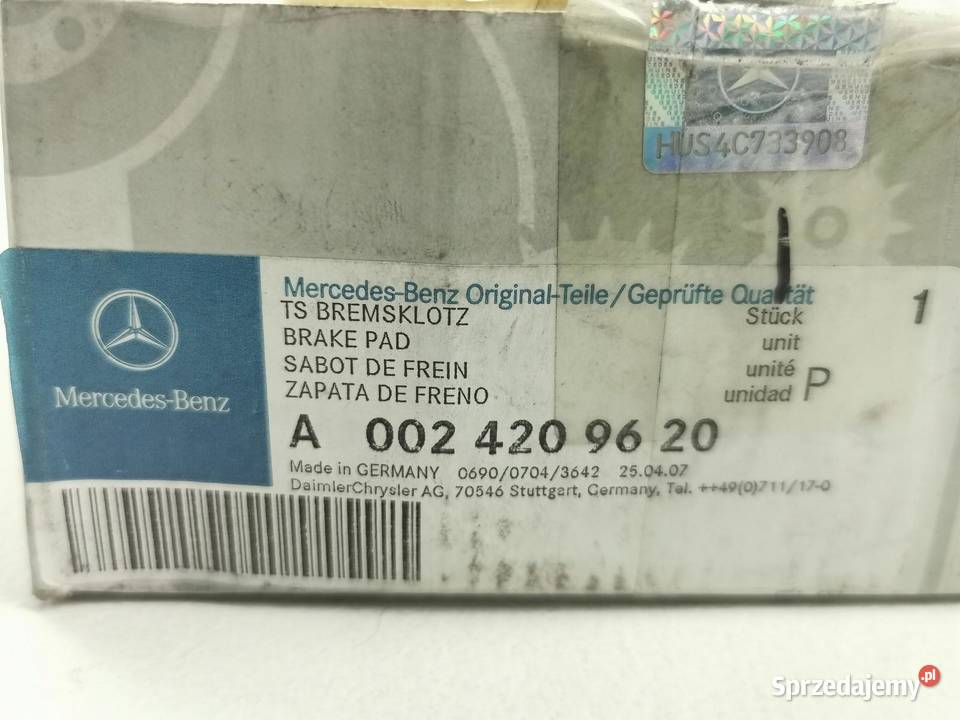 HUS4C733908
Mercedes-Benz Original-Teile/Geprüfte Qualität
TS BREMSKLOTZ
BRAKE PAD
SABOT DE FREIN
ZAPATA DE FRENO
Stück 1
unit
unité
unidad P
Mercedes-Benz
A 002 420 96 20
Made in GERMANY 0690/0704/3642 25.04.07
DaimlerChrysler AG, 70546 Stuttgart, Germany, Tel. ++49(0)711/17-0
Sprzedajemy.pl